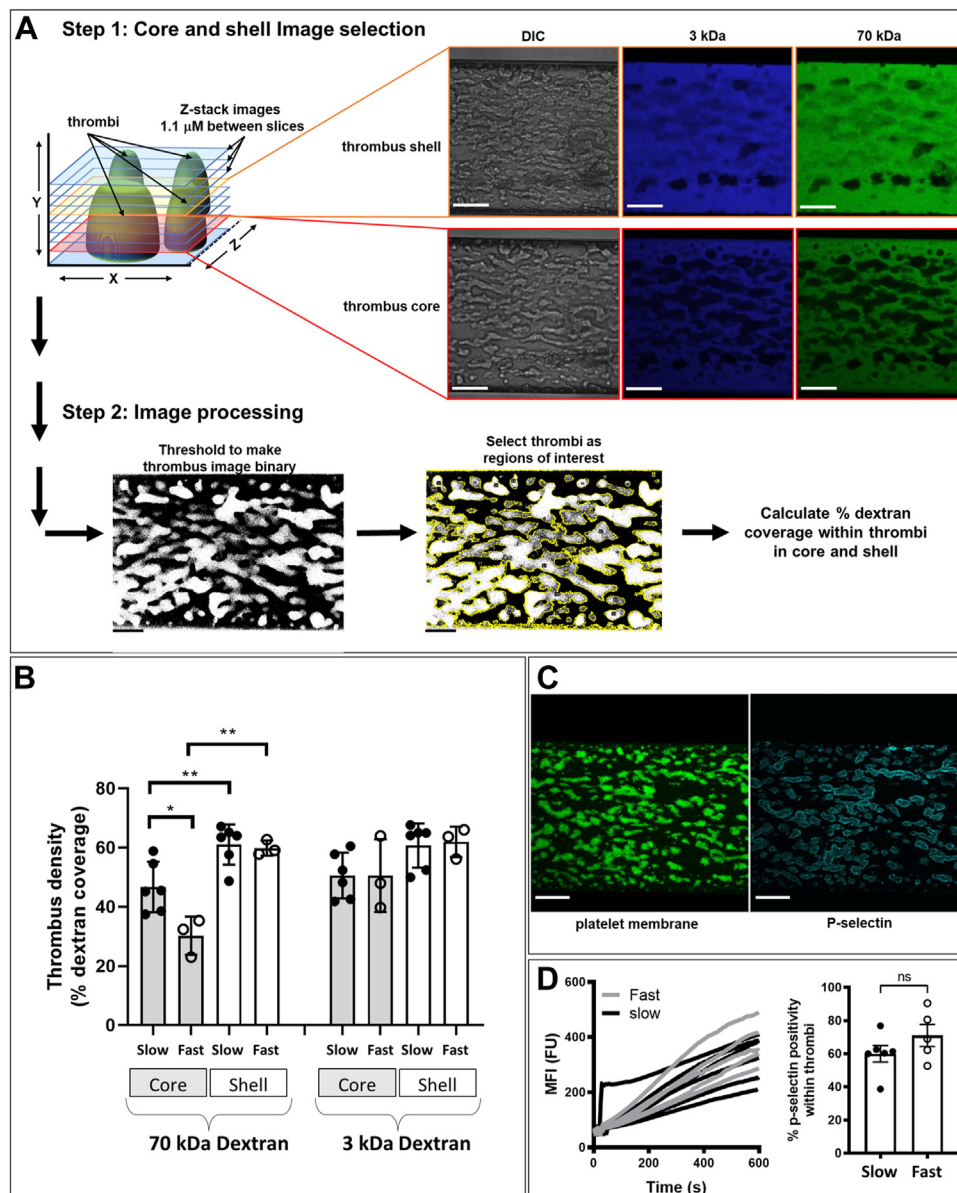 A
Step 1: Core and shell Image selection
DIC
3 kDa
70 kDa
Z-stack images
1.1 μM between slices
thrombi
thrombus shell
Y
Z
X
thrombus core
Step 2: Image processing
Threshold to make
thrombus image binary
Select thrombi as
regions of interest
Calculate % dextran
coverage within thrombi
in core and shell
B
Thrombus density
(% dextran coverage)
80
60
40
20
0
**
**
*
Slow Fast Slow Fast Slow Fast Slow Fast
Core Shell Core Shell
70 kDa Dextran 3 kDa Dextran
C
platelet membrane P-selectin
D
MFI (FU)
600
400
200
0
Fast
slow
0 200 400 600
Time (s)
% p-selectin positivity
within thrombi
100
80
60
40
20
0
ns
Slow Fast